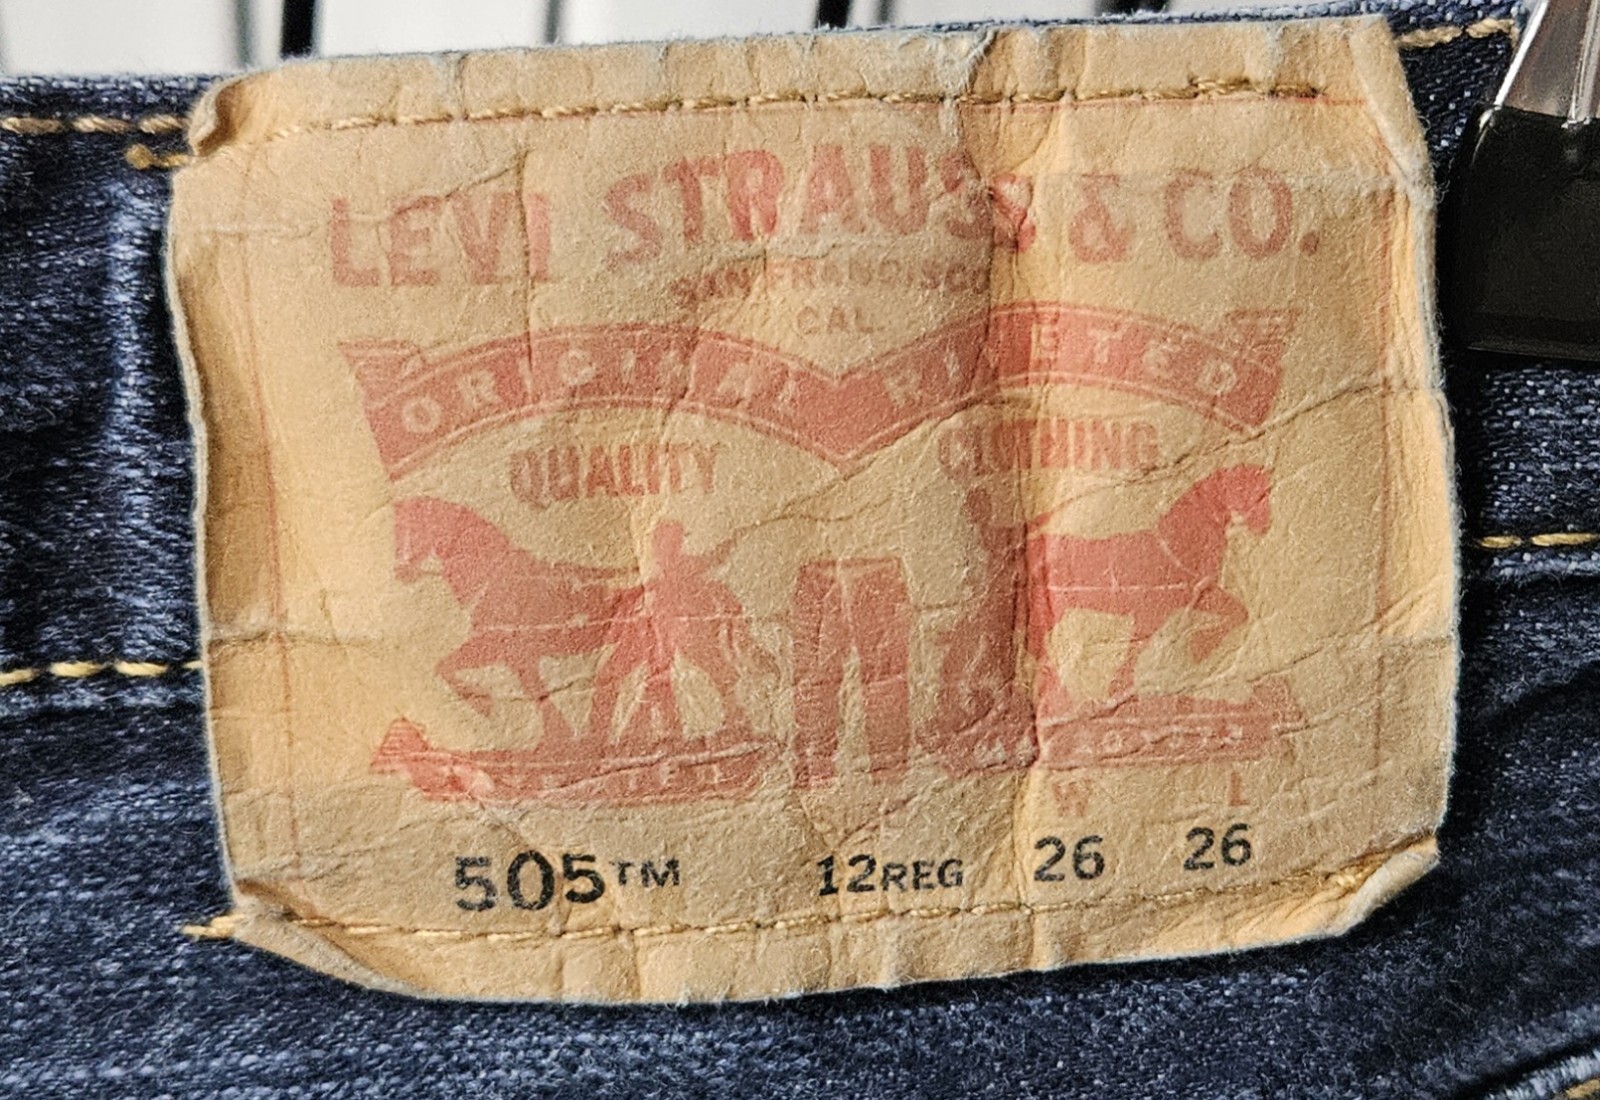 LEVI STRAUSS & CO.
SAN FRANCISCO
CAL.
ORIGINAL RIVETED
QUALITY CLOTHING
W L
505™ 12REG 26 26